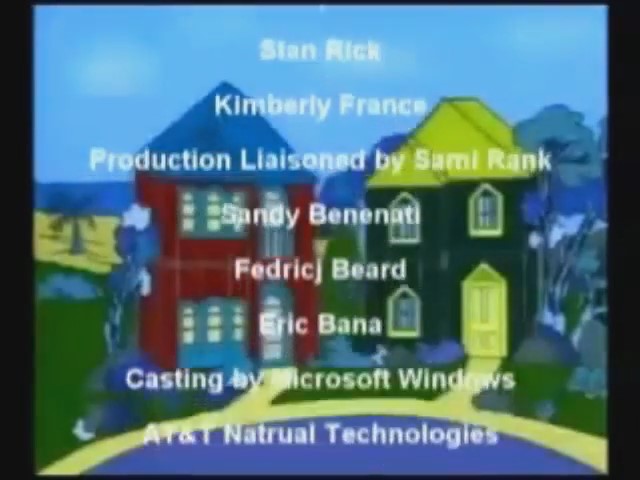 Stan Rick
Kimberly France
Production Liaisoned by Sami Rank
Sandy Benenati
Fedricj Beard
Eric Bana
Casting by Microsoft Windows
AT&T Natrual Technologies